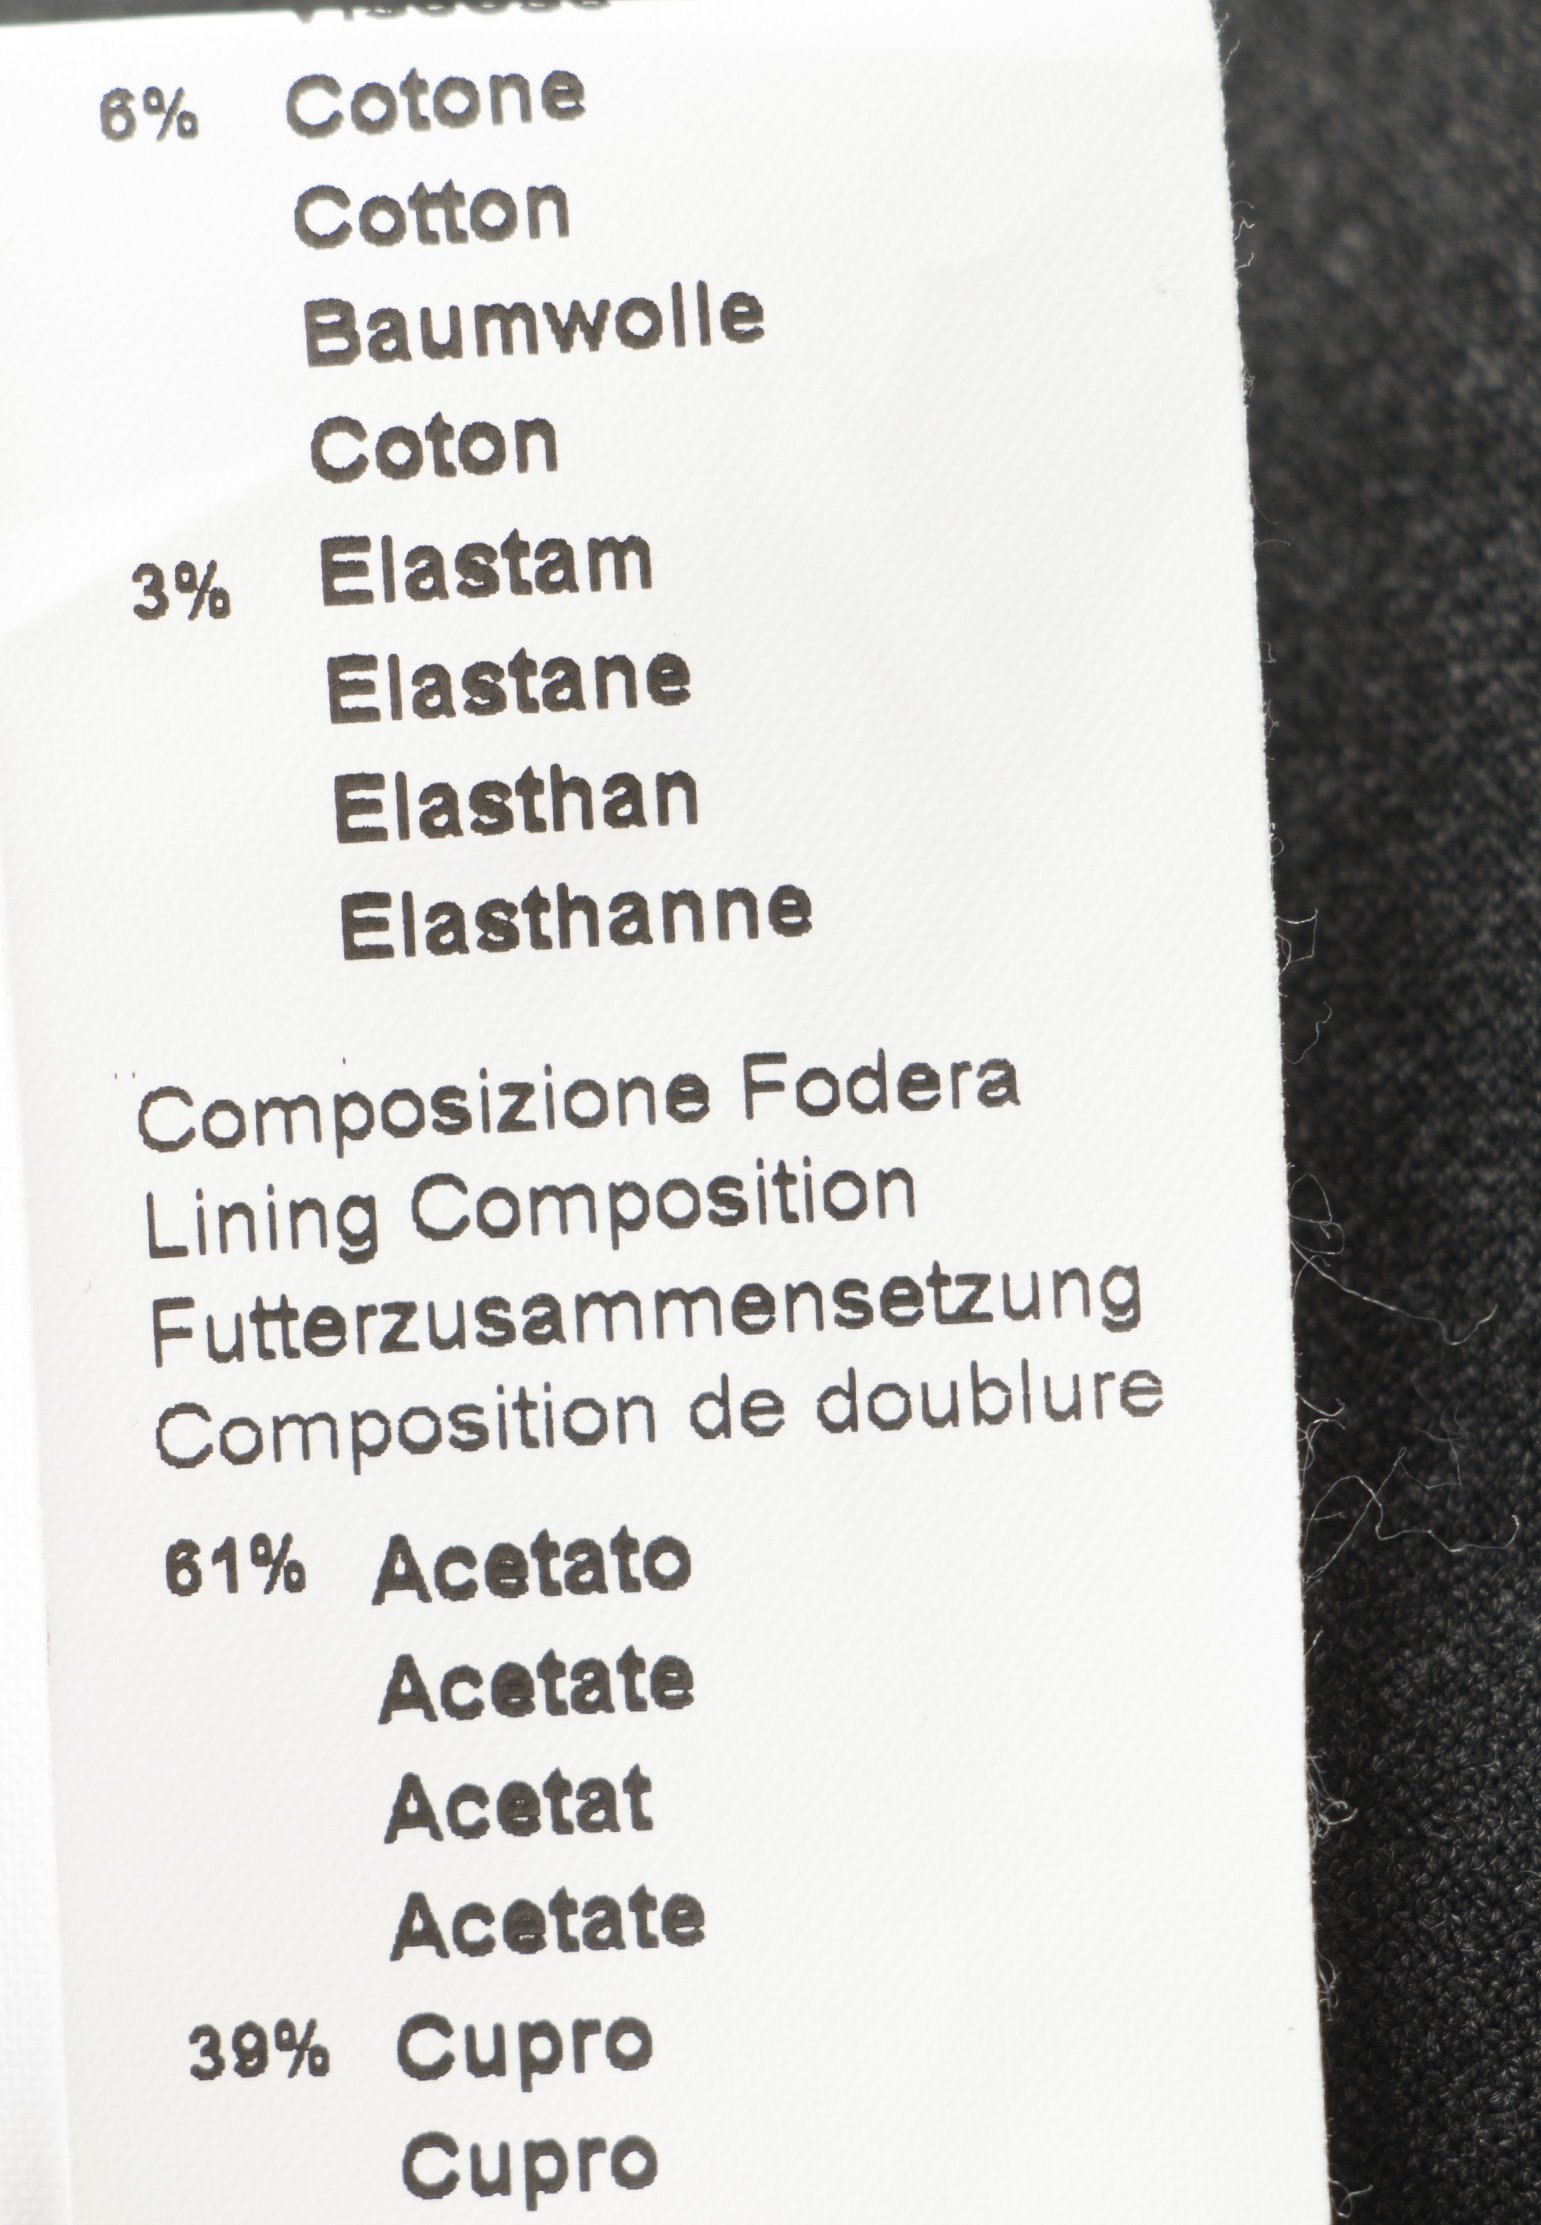 6% Cotone
Cotton
Baumwolle
Coton
3% Elastam
Elastane
Elasthan
Elasthanne
Composizione Fodera
Lining Composition
Futterzusammensetzung
Composition de doublure
61% Acetato
Acetate
Acetat
Acetate
39% Cupro
Cupro